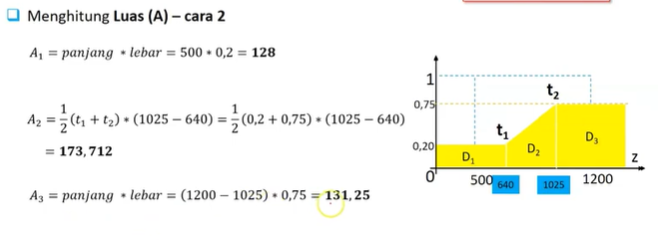 Menghitung Luas (A) – cara 2
A₁ = panjang * lebar = 500 * 0,2 = 128
A₂ = 1/2 (t₁ + t₂) * (1025 − 640) = 1/2 (0,2 + 0,75) * (1025 − 640)
= 173,712
A₃ = panjang * lebar = (1200 − 1025) * 0,75 = 131,25
1
0,75
0,20
0
t₁
t₂
D₁
D₂
D₃
Z
500
640
1025
1200